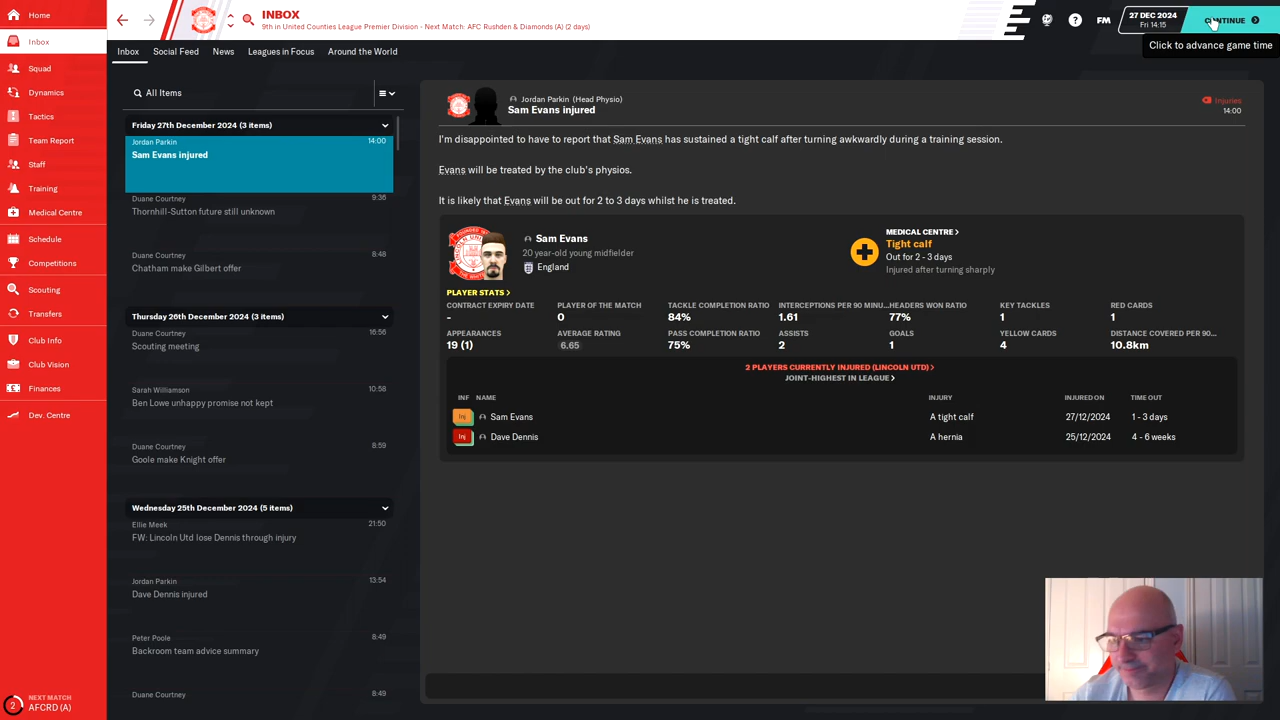 Home
INBOX
9th in United Counties League Premier Division - Next Match: AFC Rushden & Diamonds (A) (2 days)
FM
27 DEC 2024
Fri 14:15
CONTINUE
Click to advance game time
Inbox
Squad
Dynamics
Tactics
Team Report
Staff
Training
Medical Centre
Schedule
Competitions
Scouting
Transfers
Club Info
Club Vision
Finances
Dev. Centre
NEXT MATCH
2
AFCRD (A)
Inbox Social Feed News Leagues in Focus Around the World
All Items
Friday 27th December 2024 (3 items)
Jordan Parkin 14:00
Sam Evans injured
Duane Courtney 9:36
Thornhill-Sutton future still unknown
Duane Courtney 8:48
Chatham make Gilbert offer
Thursday 26th December 2024 (3 items)
Duane Courtney 16:56
Scouting meeting
Sarah Williamson 10:58
Ben Lowe unhappy promise not kept
Duane Courtney 8:59
Goole make Knight offer
Wednesday 25th December 2024 (5 items)
Ellie Meek 21:50
FW: Lincoln Utd lose Dennis through injury
Jordan Parkin 13:54
Dave Dennis injured
Peter Poole 8:49
Backroom team advice summary
Duane Courtney 8:49
Jordan Parkin (Head Physio)
Sam Evans injured
Injuries
14:00
I'm disappointed to have to report that Sam Evans has sustained a tight calf after turning awkwardly during a training session.
Evans will be treated by the club's physios.
It is likely that Evans will be out for 2 to 3 days whilst he is treated.
Sam Evans
20 year-old young midfielder
England
MEDICAL CENTRE >
Tight calf
Out for 2 - 3 days
Injured after turning sharply
PLAYER STATS >
CONTRACT EXPIRY DATE PLAYER OF THE MATCH TACKLE COMPLETION RATIO INTERCEPTIONS PER 90 MINU... HEADERS WON RATIO KEY TACKLES RED CARDS
- 0 84% 1.61 77% 1 1
APPEARANCES AVERAGE RATING PASS COMPLETION RATIO ASSISTS GOALS YELLOW CARDS DISTANCE COVERED PER 90...
19 (1) 6.65 75% 2 1 4 10.8km
2 PLAYERS CURRENTLY INJURED (LINCOLN UTD) >
JOINT-HIGHEST IN LEAGUE >
INF NAME INJURY INJURED ON TIME OUT
Inj Sam Evans A tight calf 27/12/2024 1 - 3 days
Inj Dave Dennis A hernia 25/12/2024 4 - 6 weeks